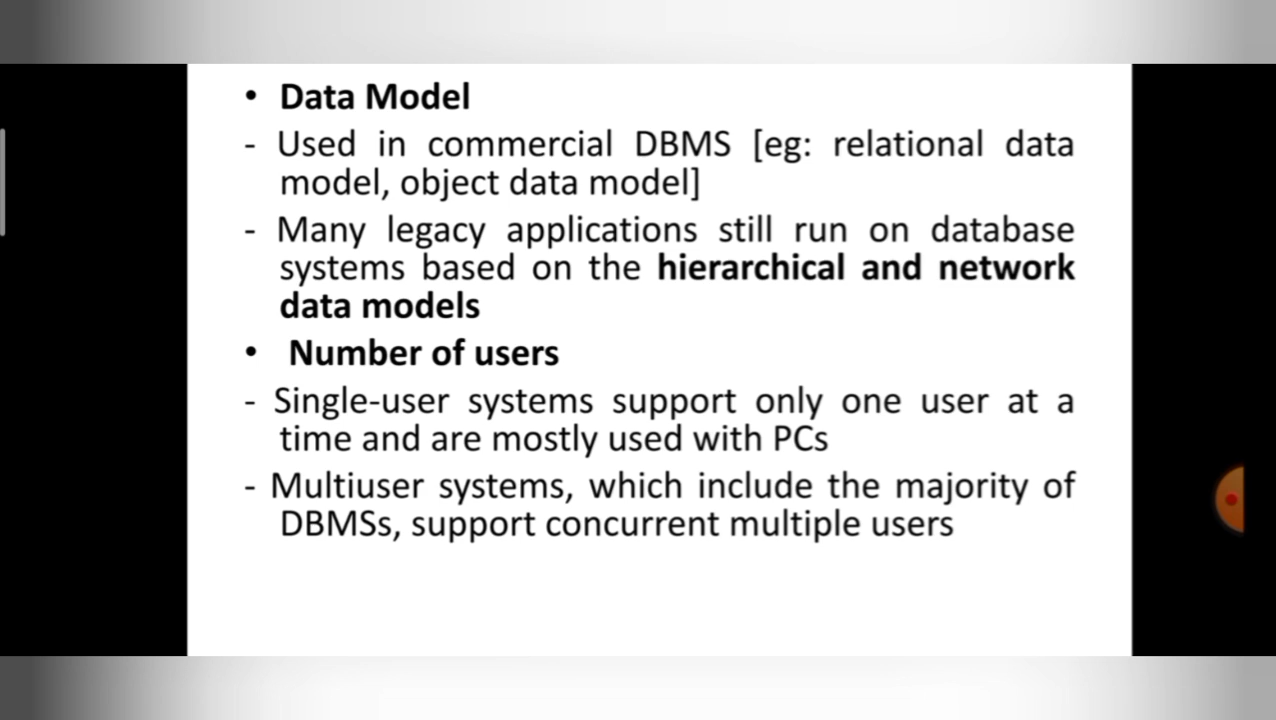 • Data Model
- Used in commercial DBMS [eg: relational data
model, object data model]
- Many legacy applications still run on database
systems based on the hierarchical and network
data models
• Number of users
- Single-user systems support only one user at a
time and are mostly used with PCs
- Multiuser systems, which include the majority of
DBMSs, support concurrent multiple users